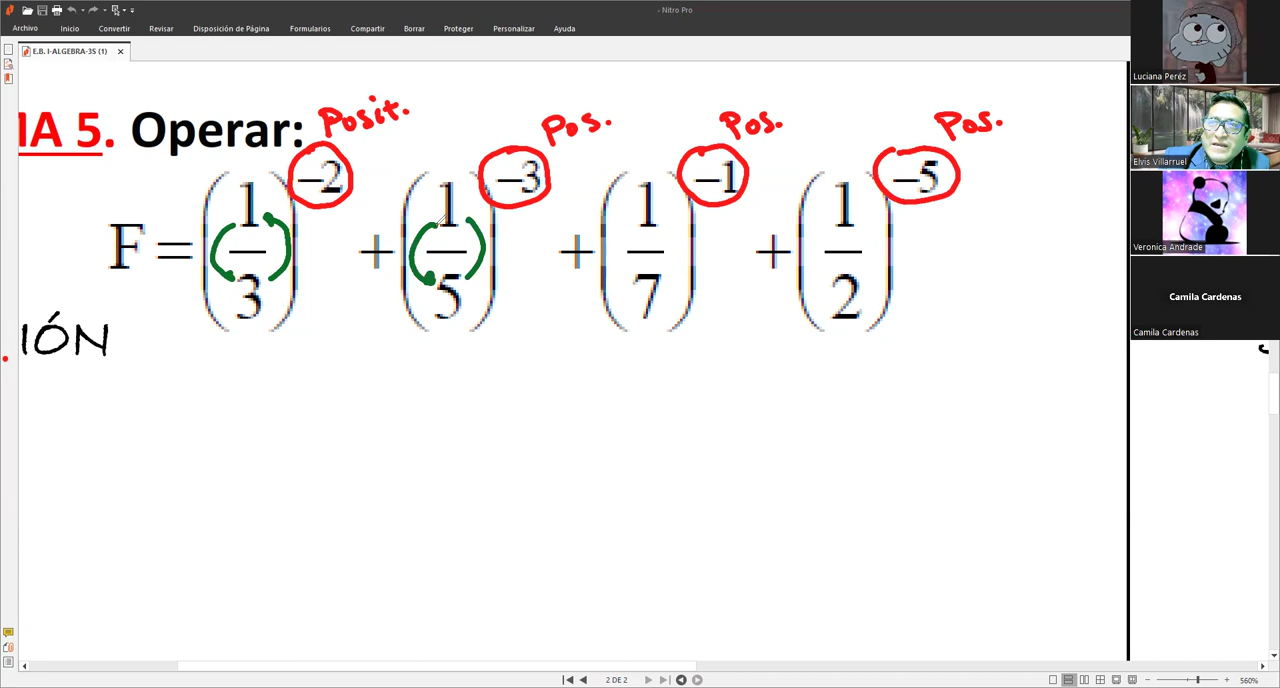 - Nitro Pro
Archivo Inicio Convertir Revisar Disposición de Página Formularios Compartir Borrar Proteger Personalizar Ayuda
E.B. I-ALGEBRA-3S (1)
Luciana Peréz
Elvis Villarruel
Veronica Andrade
Camila Cardenas
Camila Cardenas
Posit. Pos. Pos. Pos.
MA 5. Operar:
F = (1/3)^−2 + (1/5)^−3 + (1/7)^−1 + (1/2)^−5
IÓN
2 DE 2
560%